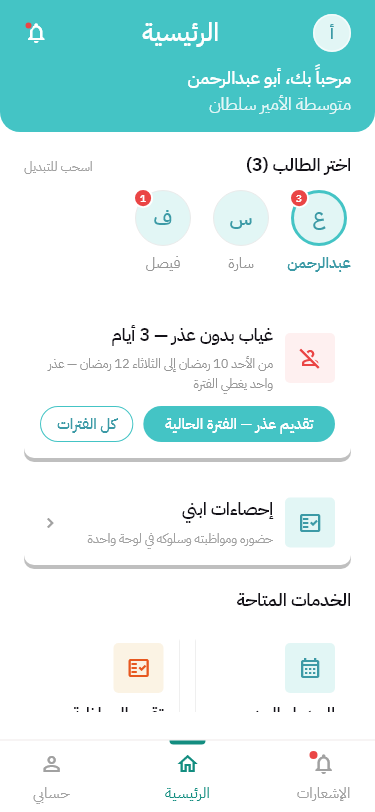 أ
الرئيسية
مرحباً بك، أبو عبدالرحمن
متوسطة الأمير سلطان
اختر الطالب (3)
اسحب للتبديل
3
ع
س
1
ف
عبدالرحمن
سارة
فيصل
غياب بدون عذر — 3 أيام
من الأحد 10 رمضان إلى الثلاثاء 12 رمضان — عذر
واحد يغطي الفترة
تقديم عذر — الفترة الحالية
كل الفترات
إحصاءات ابني
حضوره ومواظبته وسلوكه في لوحة واحدة
الخدمات المتاحة
الإشعارات
الرئيسية
حسابي